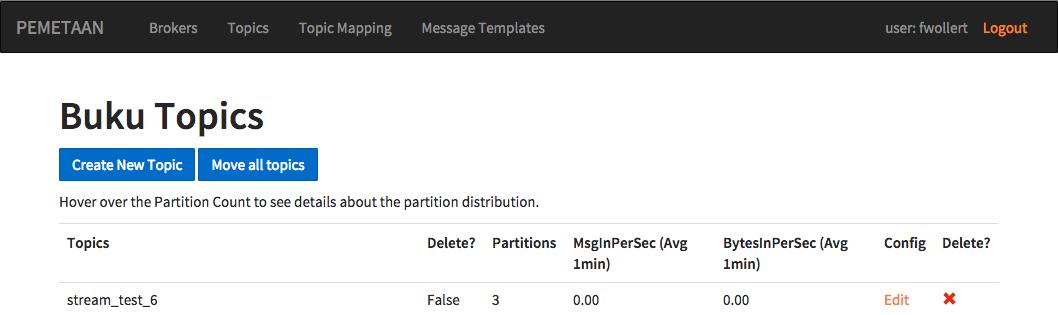 PEMETAAN Brokers Topics Topic Mapping Message Templates user: fwollert Logout
Buku Topics
Create New Topic Move all topics
Hover over the Partition Count to see details about the partition distribution.
Topics Delete? Partitions MsgInPerSec (Avg 1min) BytesInPerSec (Avg 1min) Config Delete?
stream_test_6 False 3 0.00 0.00 Edit